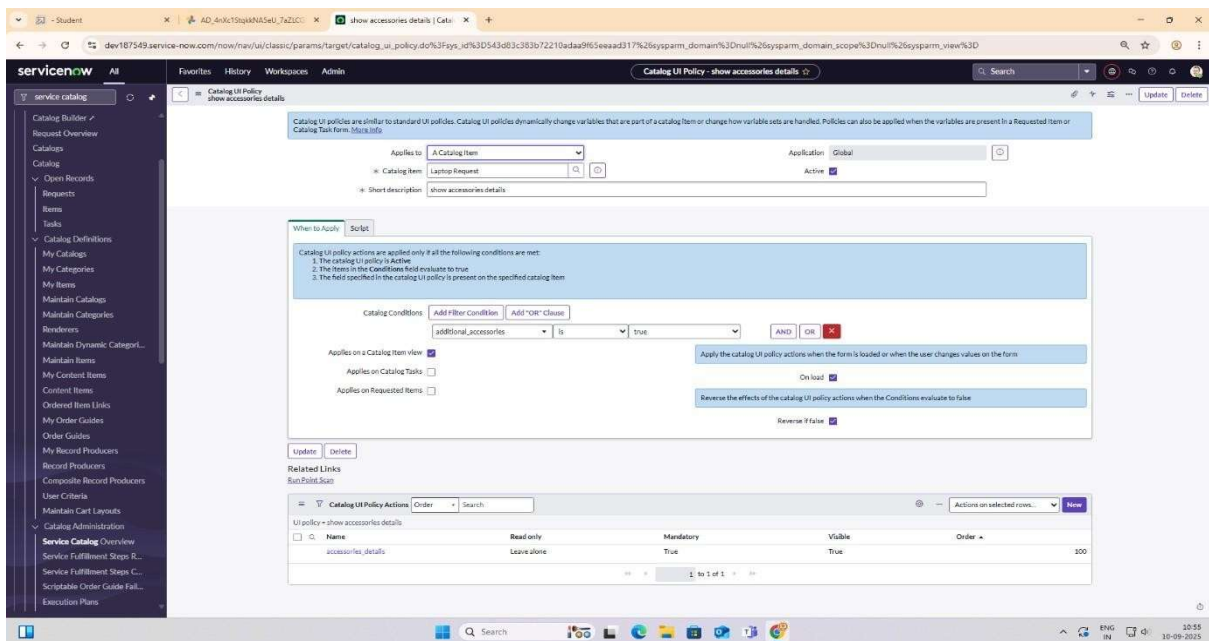 - Student
AD_4nXc1StqkkNASeU_7aZLC
show accessories details | Cata
dev187549.service-now.com/now/nav/ui/classic/params/target/catalog_ui_policy.do%3Fsys_id%3D543d83c383b72210adaa9f65eeaad317%26sysparm_domain%3Dnull%26sysparm_domain_scope%3Dnull%26sysparm_view%3D
servicenow All Favorites History Workspaces Admin Catalog UI Policy - show accessories details Search
service catalog
Catalog UI Policy
show accessories details
Update Delete
Catalog Builder
Request Overview
Catalogs
Catalog
Open Records
Requests
Items
Tasks
Catalog Definitions
My Catalogs
My Categories
My Items
Maintain Catalogs
Maintain Categories
Renderers
Maintain Dynamic Categori...
Maintain Items
My Content Items
Content Items
Ordered Item Links
My Order Guides
Order Guides
My Record Producers
Record Producers
Composite Record Producers
User Criteria
Maintain Cart Layouts
Catalog Administration
Service Catalog Overview
Service Fulfillment Steps R...
Service Fulfillment Steps C...
Scriptable Order Guide Fail...
Execution Plans
Catalog UI policies are similar to standard UI policies. Catalog UI policies dynamically change variables that are part of a catalog item or change how variable sets are handled. Policies can also be applied when the variables are present in a Requested Item or
Catalog Task form. More Info
Applies to A Catalog Item Application Global
Catalog item Laptop Request Active
Short description show accessories details
When to Apply Script
Catalog UI policy actions are applied only if all the following conditions are met:
1. The catalog UI policy is Active
2. The items in the Conditions field evaluate to true
3. The field specified in the catalog UI policy is present on the specified catalog item
Catalog Conditions Add Filter Condition Add "OR" Clause
additional_accessories is true AND OR
Applies on a Catalog Item view Apply the catalog UI policy actions when the form is loaded or when the user changes values on the form
Applies on Catalog Tasks On load
Applies on Requested Items Reverse the effects of the catalog UI policy actions when the Conditions evaluate to false
Reverse if false
Update Delete
Related Links
Run Point Scan
Catalog UI Policy Actions Order Search Actions on selected rows... New
UI policy = show accessories details
Name Read only Mandatory Visible Order
accessories_details Leave alone True True 100
1 to 1 of 1
Search
ENG
IN
10:55
10-09-2025